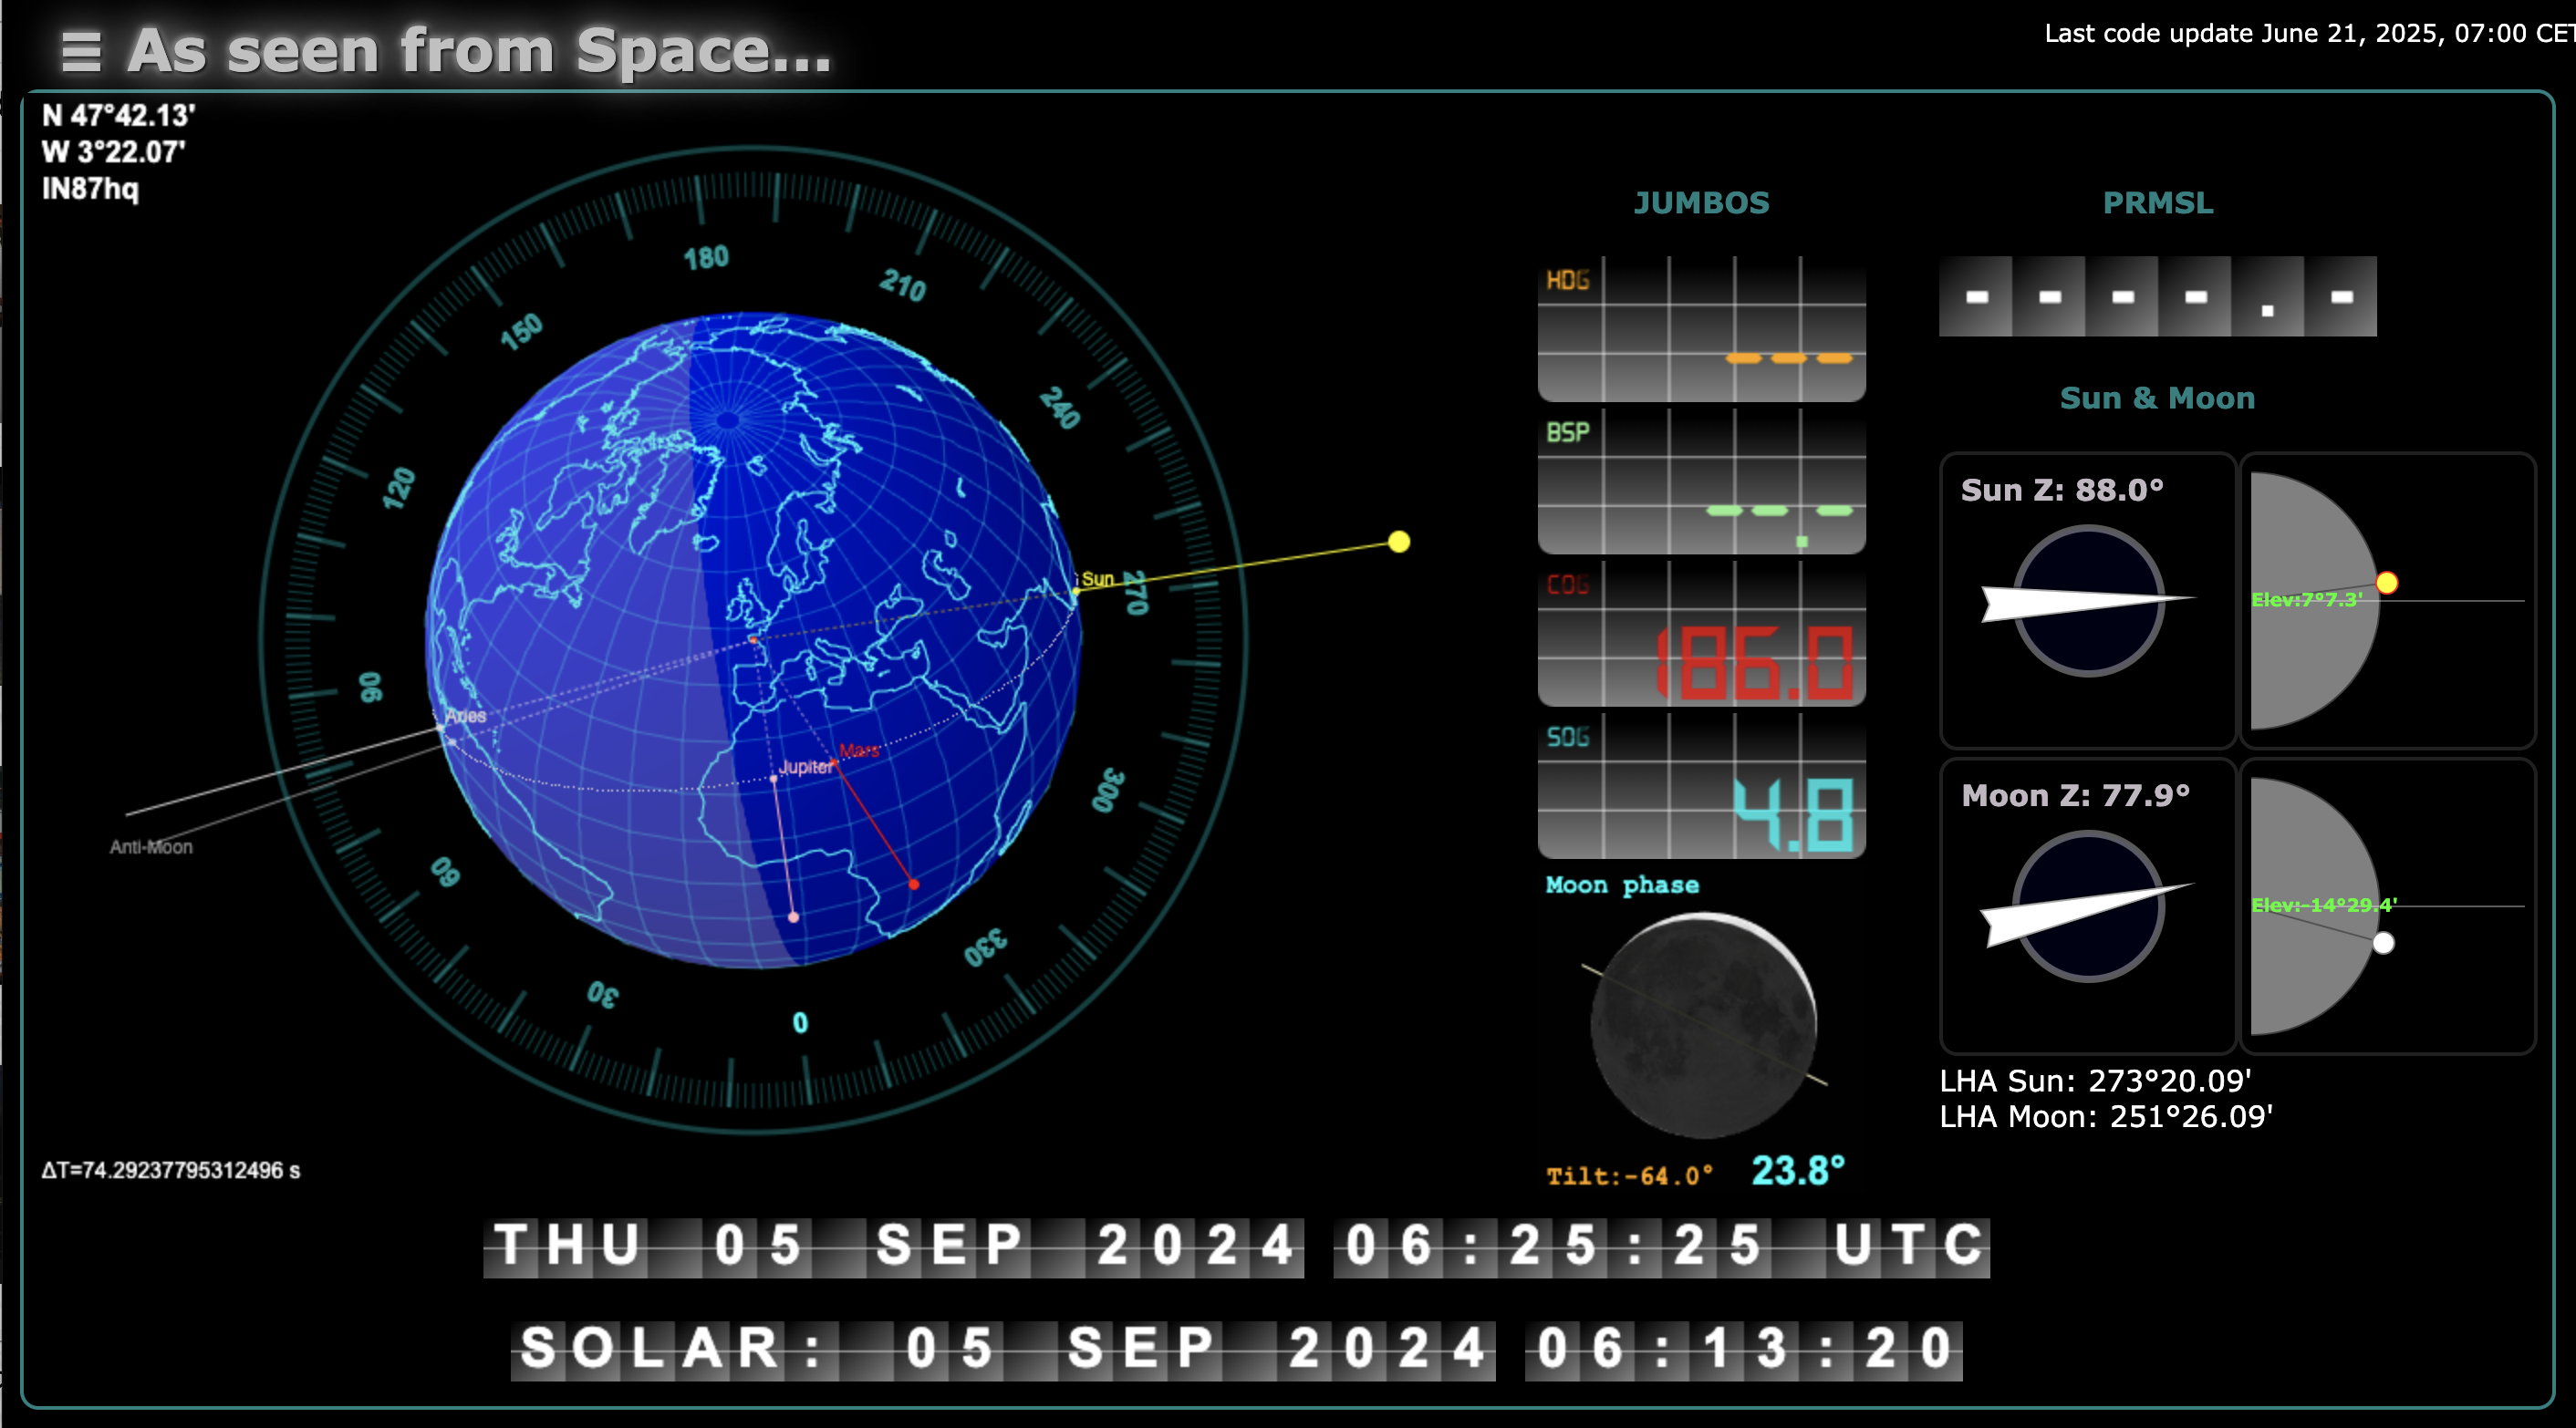 ☰ As seen from Space...
Last code update June 21, 2025, 07:00 CET
N 47°42.13'
W 3°22.07'
IN87hq
180
210
150
240
120
Sun
270
90
Aries
Mars
Jupiter
300
Anti-Moon
60
330
30
0
ΔT=74.29237795312496 s
JUMBOS
HDG
---
BSP
--.-
COG
186.0
SOG
4.8
Moon phase
Tilt:-64.0° 23.8°
PRMSL
----.-
Sun & Moon
Sun Z: 88.0°
Elev:7°7.3'
Moon Z: 77.9°
Elev:-14°29.4'
LHA Sun: 273°20.09'
LHA Moon: 251°26.09'
THU 05 SEP 2024 06:25:25 UTC
SOLAR: 05 SEP 2024 06:13:20